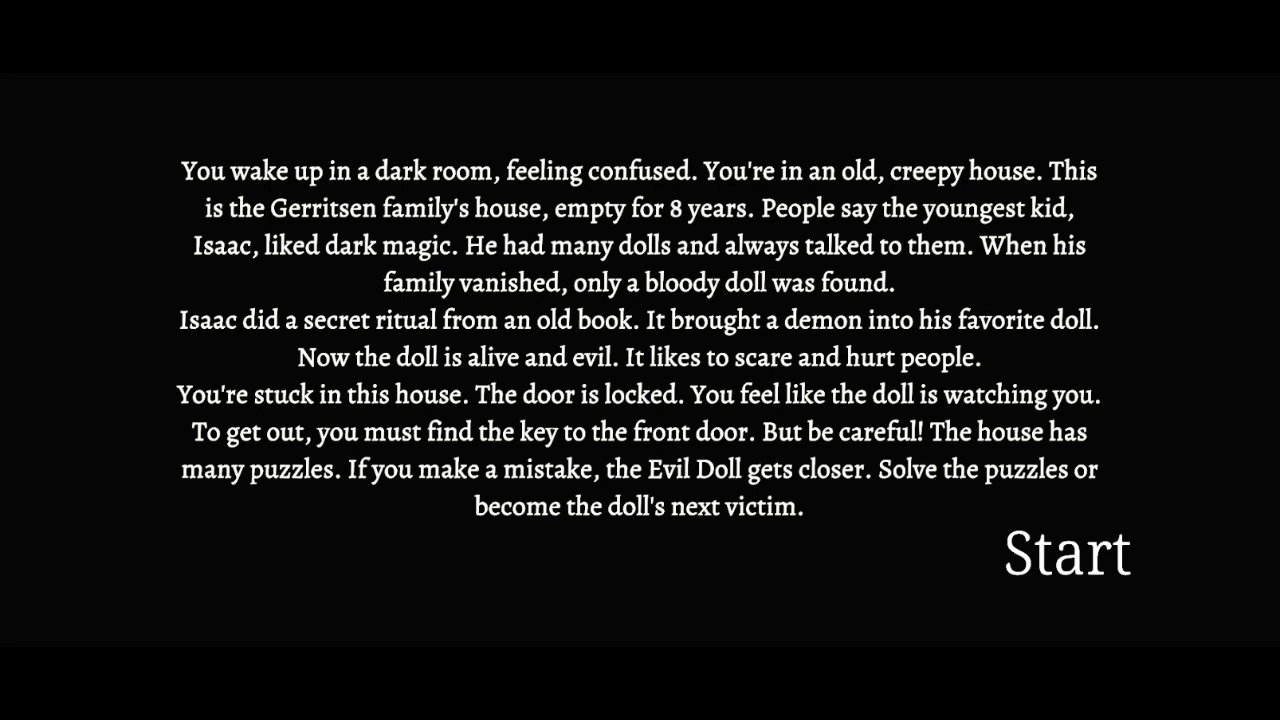 You wake up in a dark room, feeling confused. You're in an old, creepy house. This
is the Gerritsen family's house, empty for 8 years. People say the youngest kid,
Isaac, liked dark magic. He had many dolls and always talked to them. When his
family vanished, only a bloody doll was found.
Isaac did a secret ritual from an old book. It brought a demon into his favorite doll.
Now the doll is alive and evil. It likes to scare and hurt people.
You're stuck in this house. The door is locked. You feel like the doll is watching you.
To get out, you must find the key to the front door. But be careful! The house has
many puzzles. If you make a mistake, the Evil Doll gets closer. Solve the puzzles or
become the doll's next victim.
Start